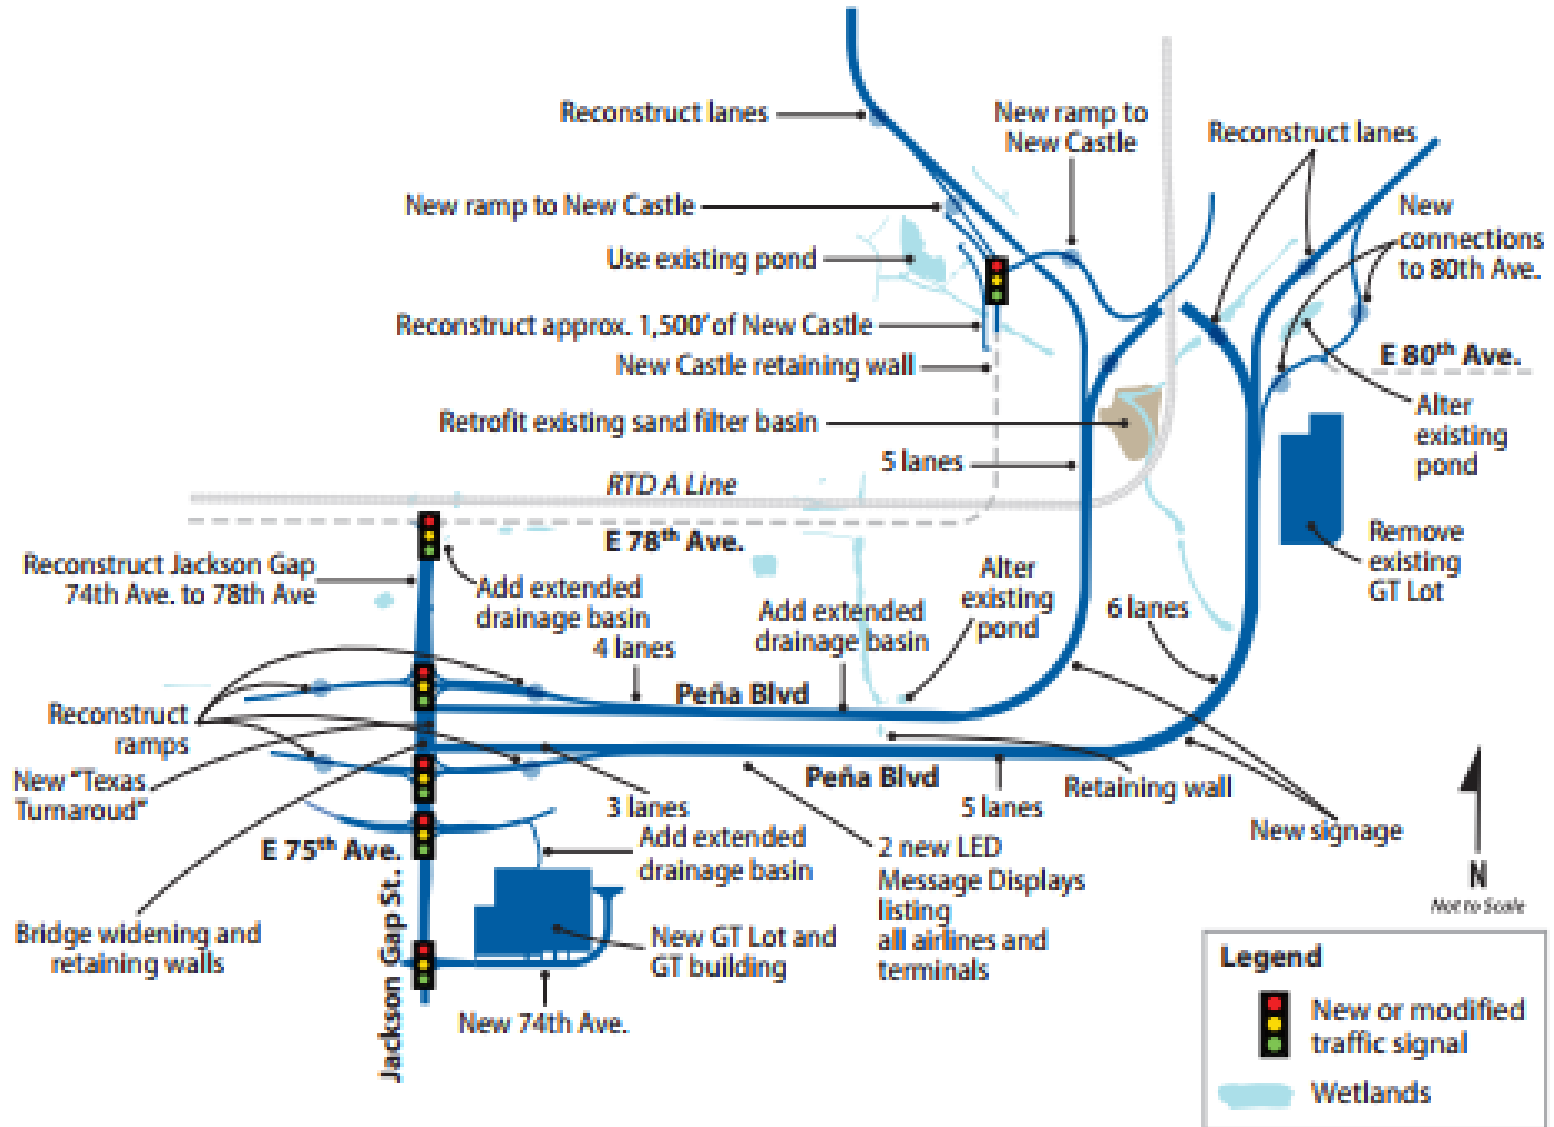 Reconstruct lanes
New ramp to
New Castle
Reconstruct lanes
New ramp to New Castle
New
connections
to 80th Ave.
Use existing pond
Reconstruct approx. 1,500' of New Castle
New Castle retaining wall
E 80th Ave.
Retrofit existing sand filter basin
Alter
existing
pond
5 lanes
RTD A Line
E 78th Ave.
Remove
existing
GT Lot
Reconstruct Jackson Gap
74th Ave. to 78th Ave
Add extended
drainage basin
Alter
existing
pond
Add extended
drainage basin
6 lanes
4 lanes
Peña Blvd
Reconstruct
ramps
New "Texas
Turnaroud"
Peña Blvd
3 lanes
5 lanes
Retaining wall
New signage
E 75th Ave.
Add extended
drainage basin
2 new LED
Message Displays
listing
all airlines and
terminals
Bridge widening and
retaining walls
Jackson Gap St.
New GT Lot and
GT building
New 74th Ave.
N
Not to Scale
Legend
New or modified
traffic signal
Wetlands